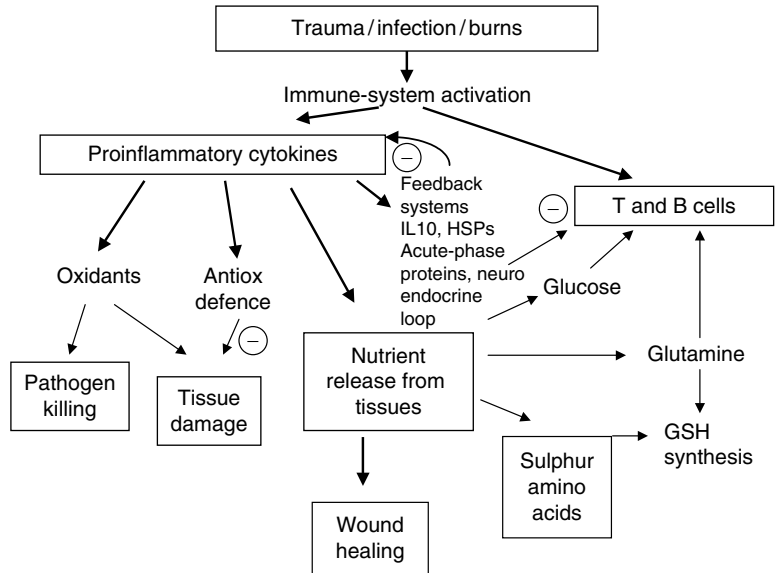 Trauma/infection/burns
Immune-system activation
Proinflammatory cytokines
−
Feedback
systems
IL10, HSPs
Acute-phase
proteins, neuro
endocrine
loop
−
T and B cells
Oxidants
Antiox
defence
−
Glucose
Pathogen
killing
Tissue
damage
Nutrient
release from
tissues
Glutamine
Sulphur
amino
acids
GSH
synthesis
Wound
healing